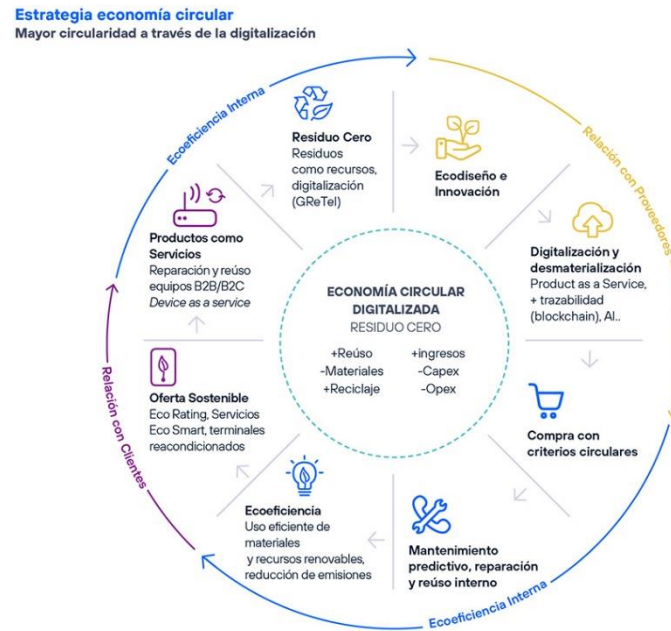 Estrategia economía circular
Mayor circularidad a través de la digitalización
Ecoeficiencia Interna
Relación con Proveedores
Residuo Cero
Residuos
como recursos,
digitalización
(GReTel)
Ecodiseño e
Innovación
Digitalización y
desmaterialización
Product as a Service,
+ trazabilidad
(blockchain), AI..
Compra con
criterios circulares
Mantenimiento
predictivo, reparación
y reúso interno
Ecoeficiencia
Uso eficiente de
materiales
y recursos renovables,
reducción de emisiones
Oferta Sostenible
Eco Rating, Servicios
Eco Smart, terminales
reacondicionados
Productos como
Servicios
Reparación y reúso
equipos B2B/B2C
Device as a service
ECONOMÍA CIRCULAR
DIGITALIZADA
RESIDUO CERO
+Reúso +ingresos
-Materiales -Capex
+Reciclaje -Opex
Relación con Clientes
Ecoeficiencia Interna